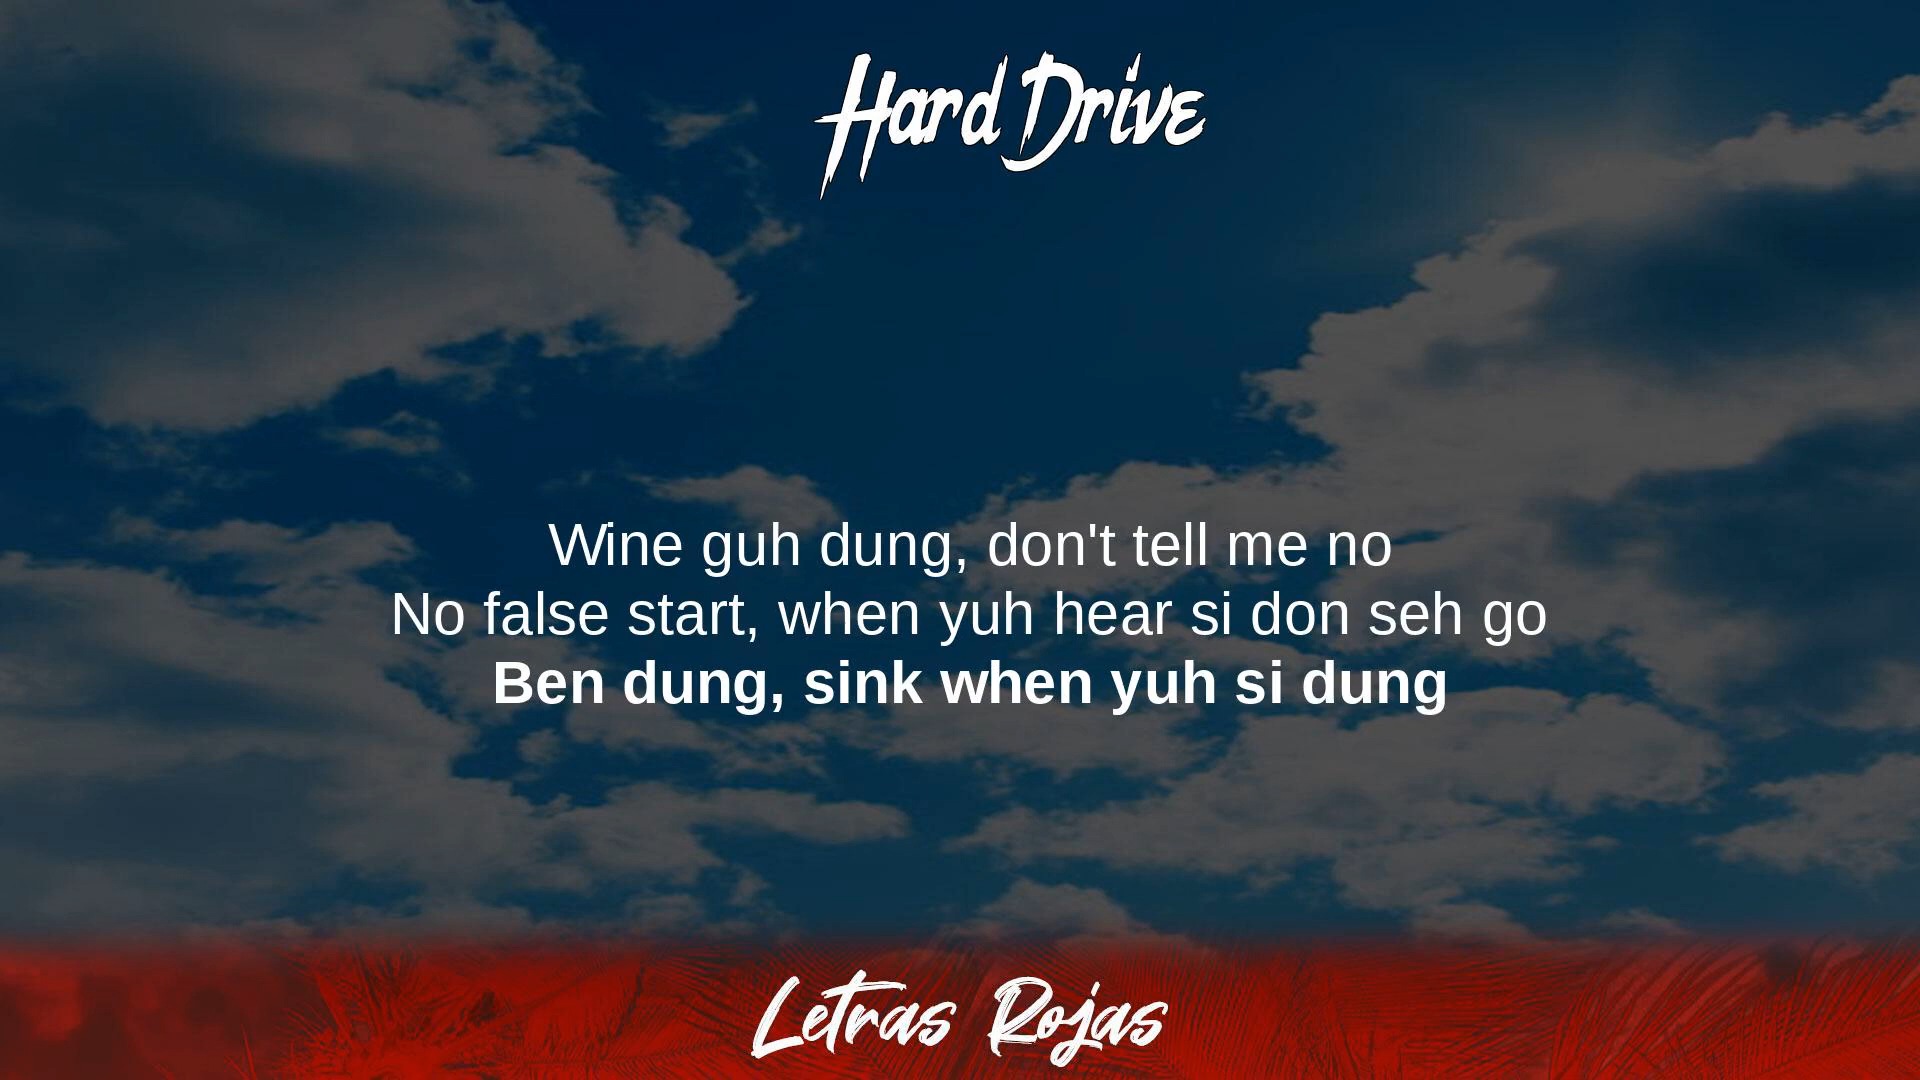 Hard Drive
Wine guh dung, don't tell me no
No false start, when yuh hear si don seh go
Ben dung, sink when yuh si dung
Letras Rojas